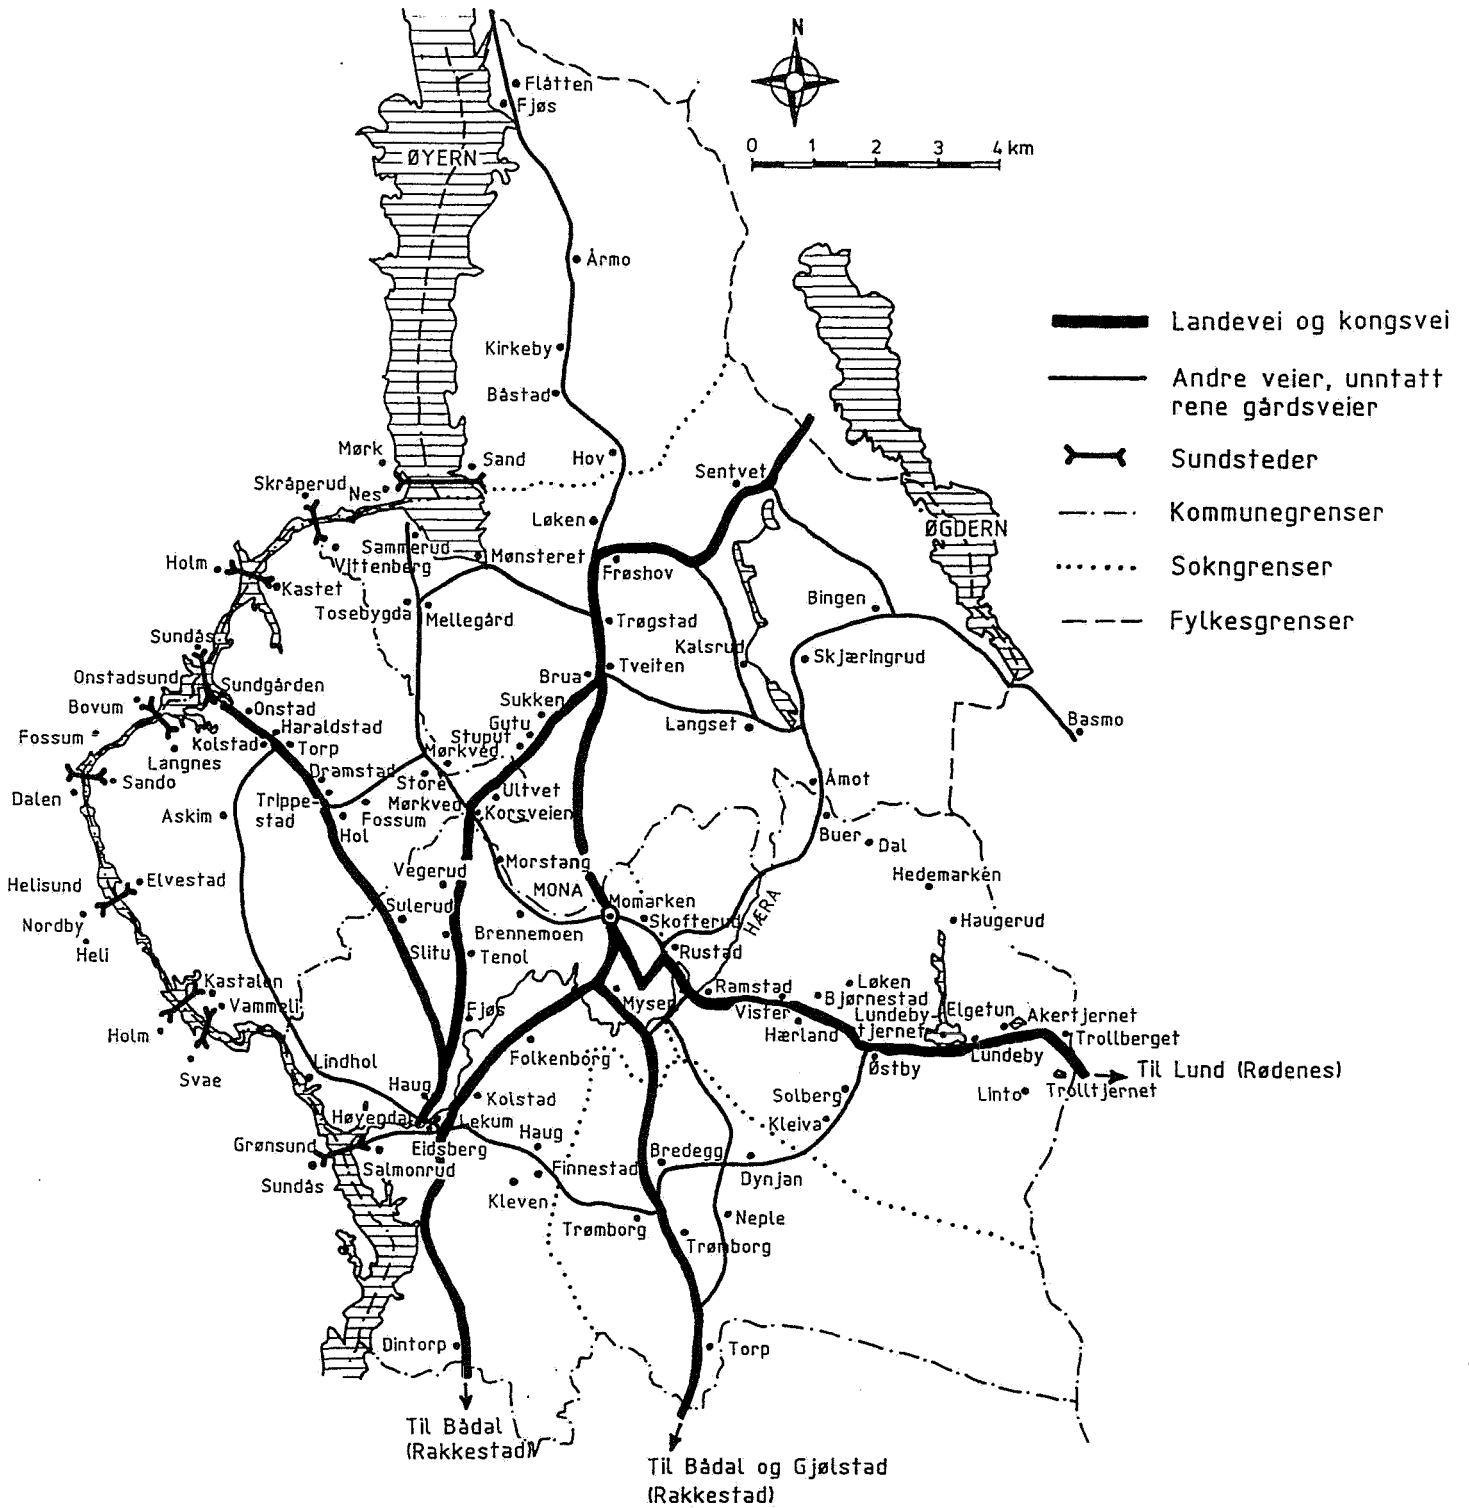 N
0 1 2 3 4 km
Flåtten
Fjøs
ØYERN
Årmo
Kirkeby
Båstad
Landevei og kongsvei
Andre veier, unntatt
rene gårdsveier
Sundsteder
Kommunegrenser
Sokngrenser
Fylkesgrenser
Mørk
Sand
Hov
Sentvet
Skråperud
Nes
Løken
ØGDERN
Sammerud
Mønsteret
Vittenberg
Frøshov
Holm
Kastet
Tosebygda
Mellegård
Trøgstad
Bingen
Sundås
Kalsrud
Skjæringrud
Onstadsund
Sundgården
Brua
Tveiten
Bovum
Onstad
Sukken
Fossum
Haraldstad
Gutu
Langset
Basmo
Kolstad
Torp
Stuput
Langnes
Mørkved
Sando
Dramstad
Store
Mørkved
Ultvet
Åmot
Dalen
Trippe-
stad
Fossum
Korsveien
Askim
Hol
Buer
Dal
Morstang
Vegerud
MONA
Hedemarken
Helisund
Elvestad
Momarken
Sulerud
Skofterud
HÆRA
Haugerud
Nordby
Brennemoen
Heli
Slitu
Tenol
Rustad
Kastalen
Løken
Vammeli
Mysen
Ramstad
Bjørnestad
Fjøs
Vister
Lundeby-
tjernet
Elgetun
Akertjernet
Holm
Hærland
Trollberget
Svae
Lindhol
Folkenborg
Østby
Lundeby
Til Lund (Rødenes)
Haug
Kolstad
Solberg
Linto
Trolltjernet
Høyendal
Lekum
Kleiva
Grønsund
Eidsberg
Haug
Bredegg
Salmonrud
Finnestad
Dynjan
Sundås
Kleven
Trømborg
Neple
Trømborg
Dintorp
Torp
Til Bådal
(Rakkestad)
Til Bådal og Gjølstad
(Rakkestad)